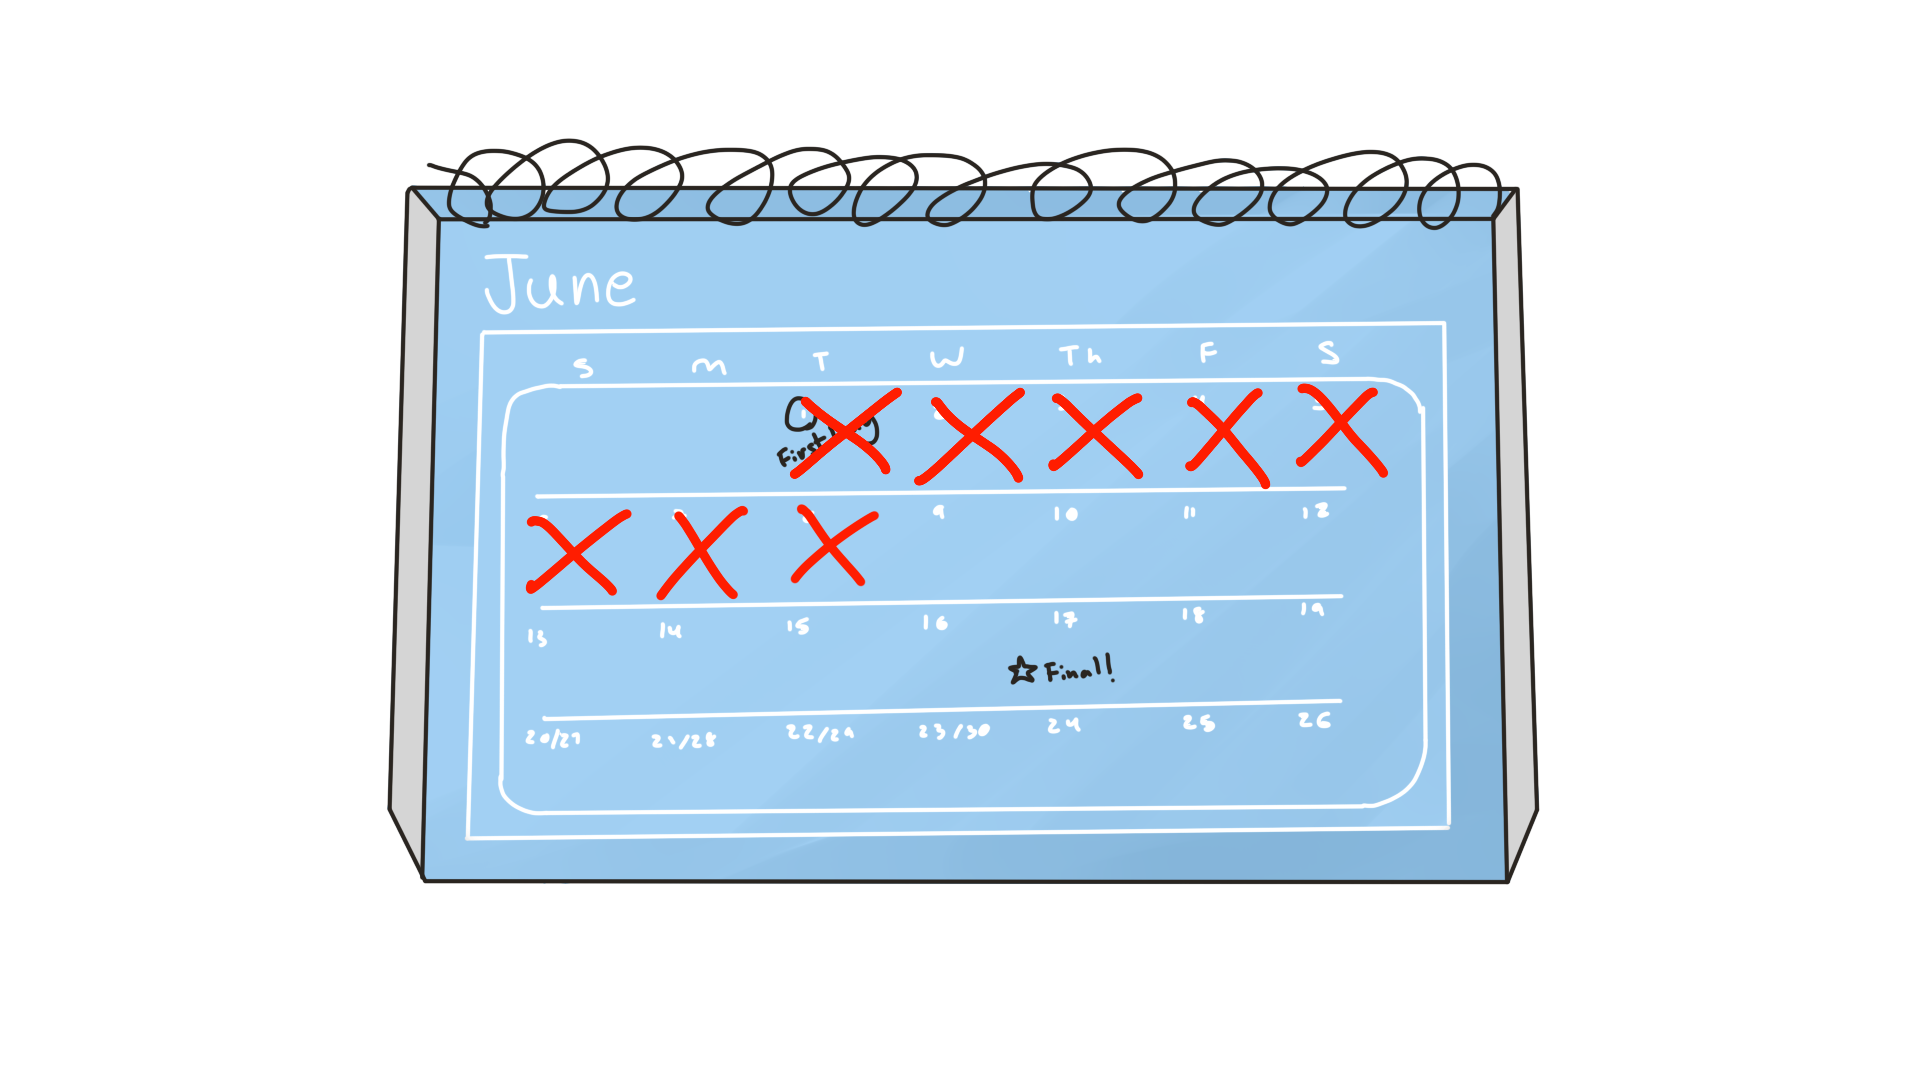 June
S M T W Th F S
1
First
9 10 11 12
13 14 15 16 17 18 19
☆ Final!
20/27 21/28 22/29 23/30 24 25 26